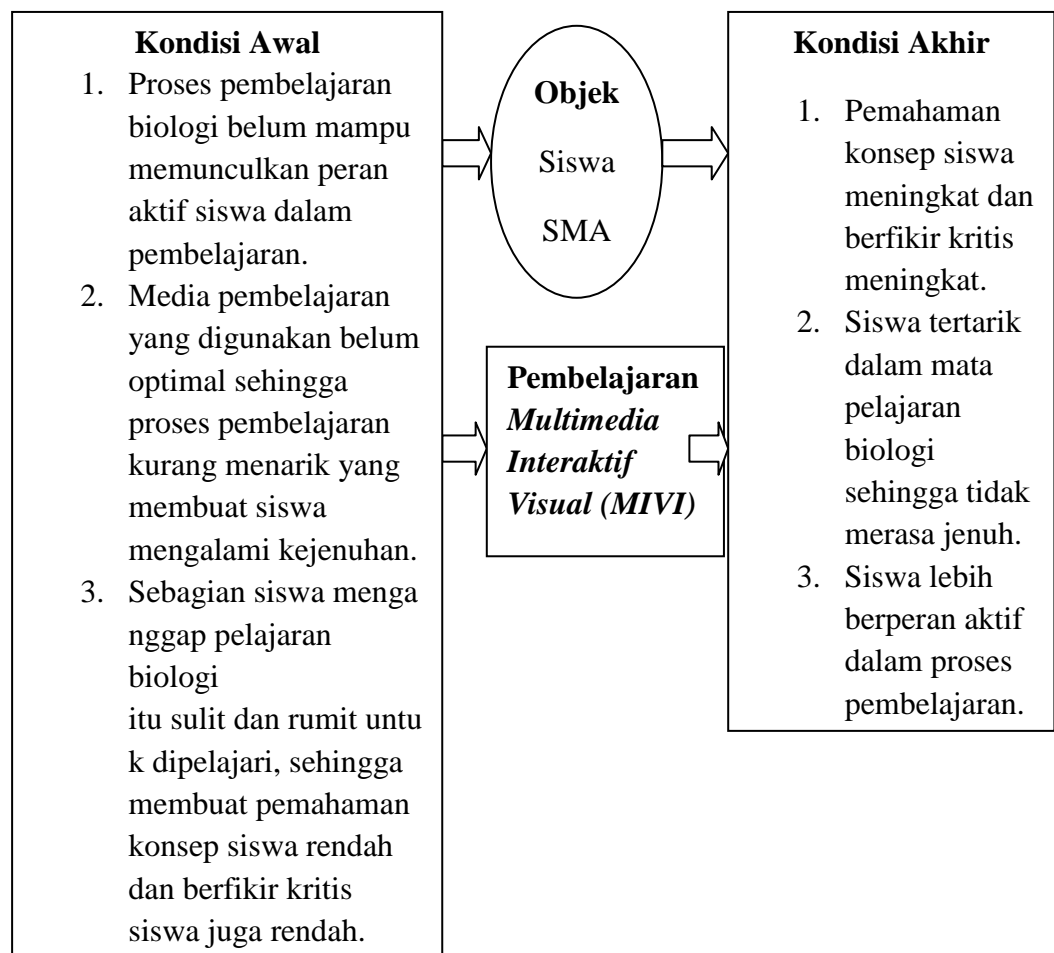 Kondisi Awal
1. Proses pembelajaran
biologi belum mampu
memunculkan peran
aktif siswa dalam
pembelajaran.
2. Media pembelajaran
yang digunakan belum
optimal sehingga
proses pembelajaran
kurang menarik yang
membuat siswa
mengalami kejenuhan.
3. Sebagian siswa menga
nggap pelajaran
biologi
itu sulit dan rumit untu
k dipelajari, sehingga
membuat pemahaman
konsep siswa rendah
dan berfikir kritis
siswa juga rendah.
Objek
Siswa
SMA
Pembelajaran
Multimedia
Interaktif
Visual (MIVI)
Kondisi Akhir
1. Pemahaman
konsep siswa
meningkat dan
berfikir kritis
meningkat.
2. Siswa tertarik
dalam mata
pelajaran
biologi
sehingga tidak
merasa jenuh.
3. Siswa lebih
berperan aktif
dalam proses
pembelajaran.